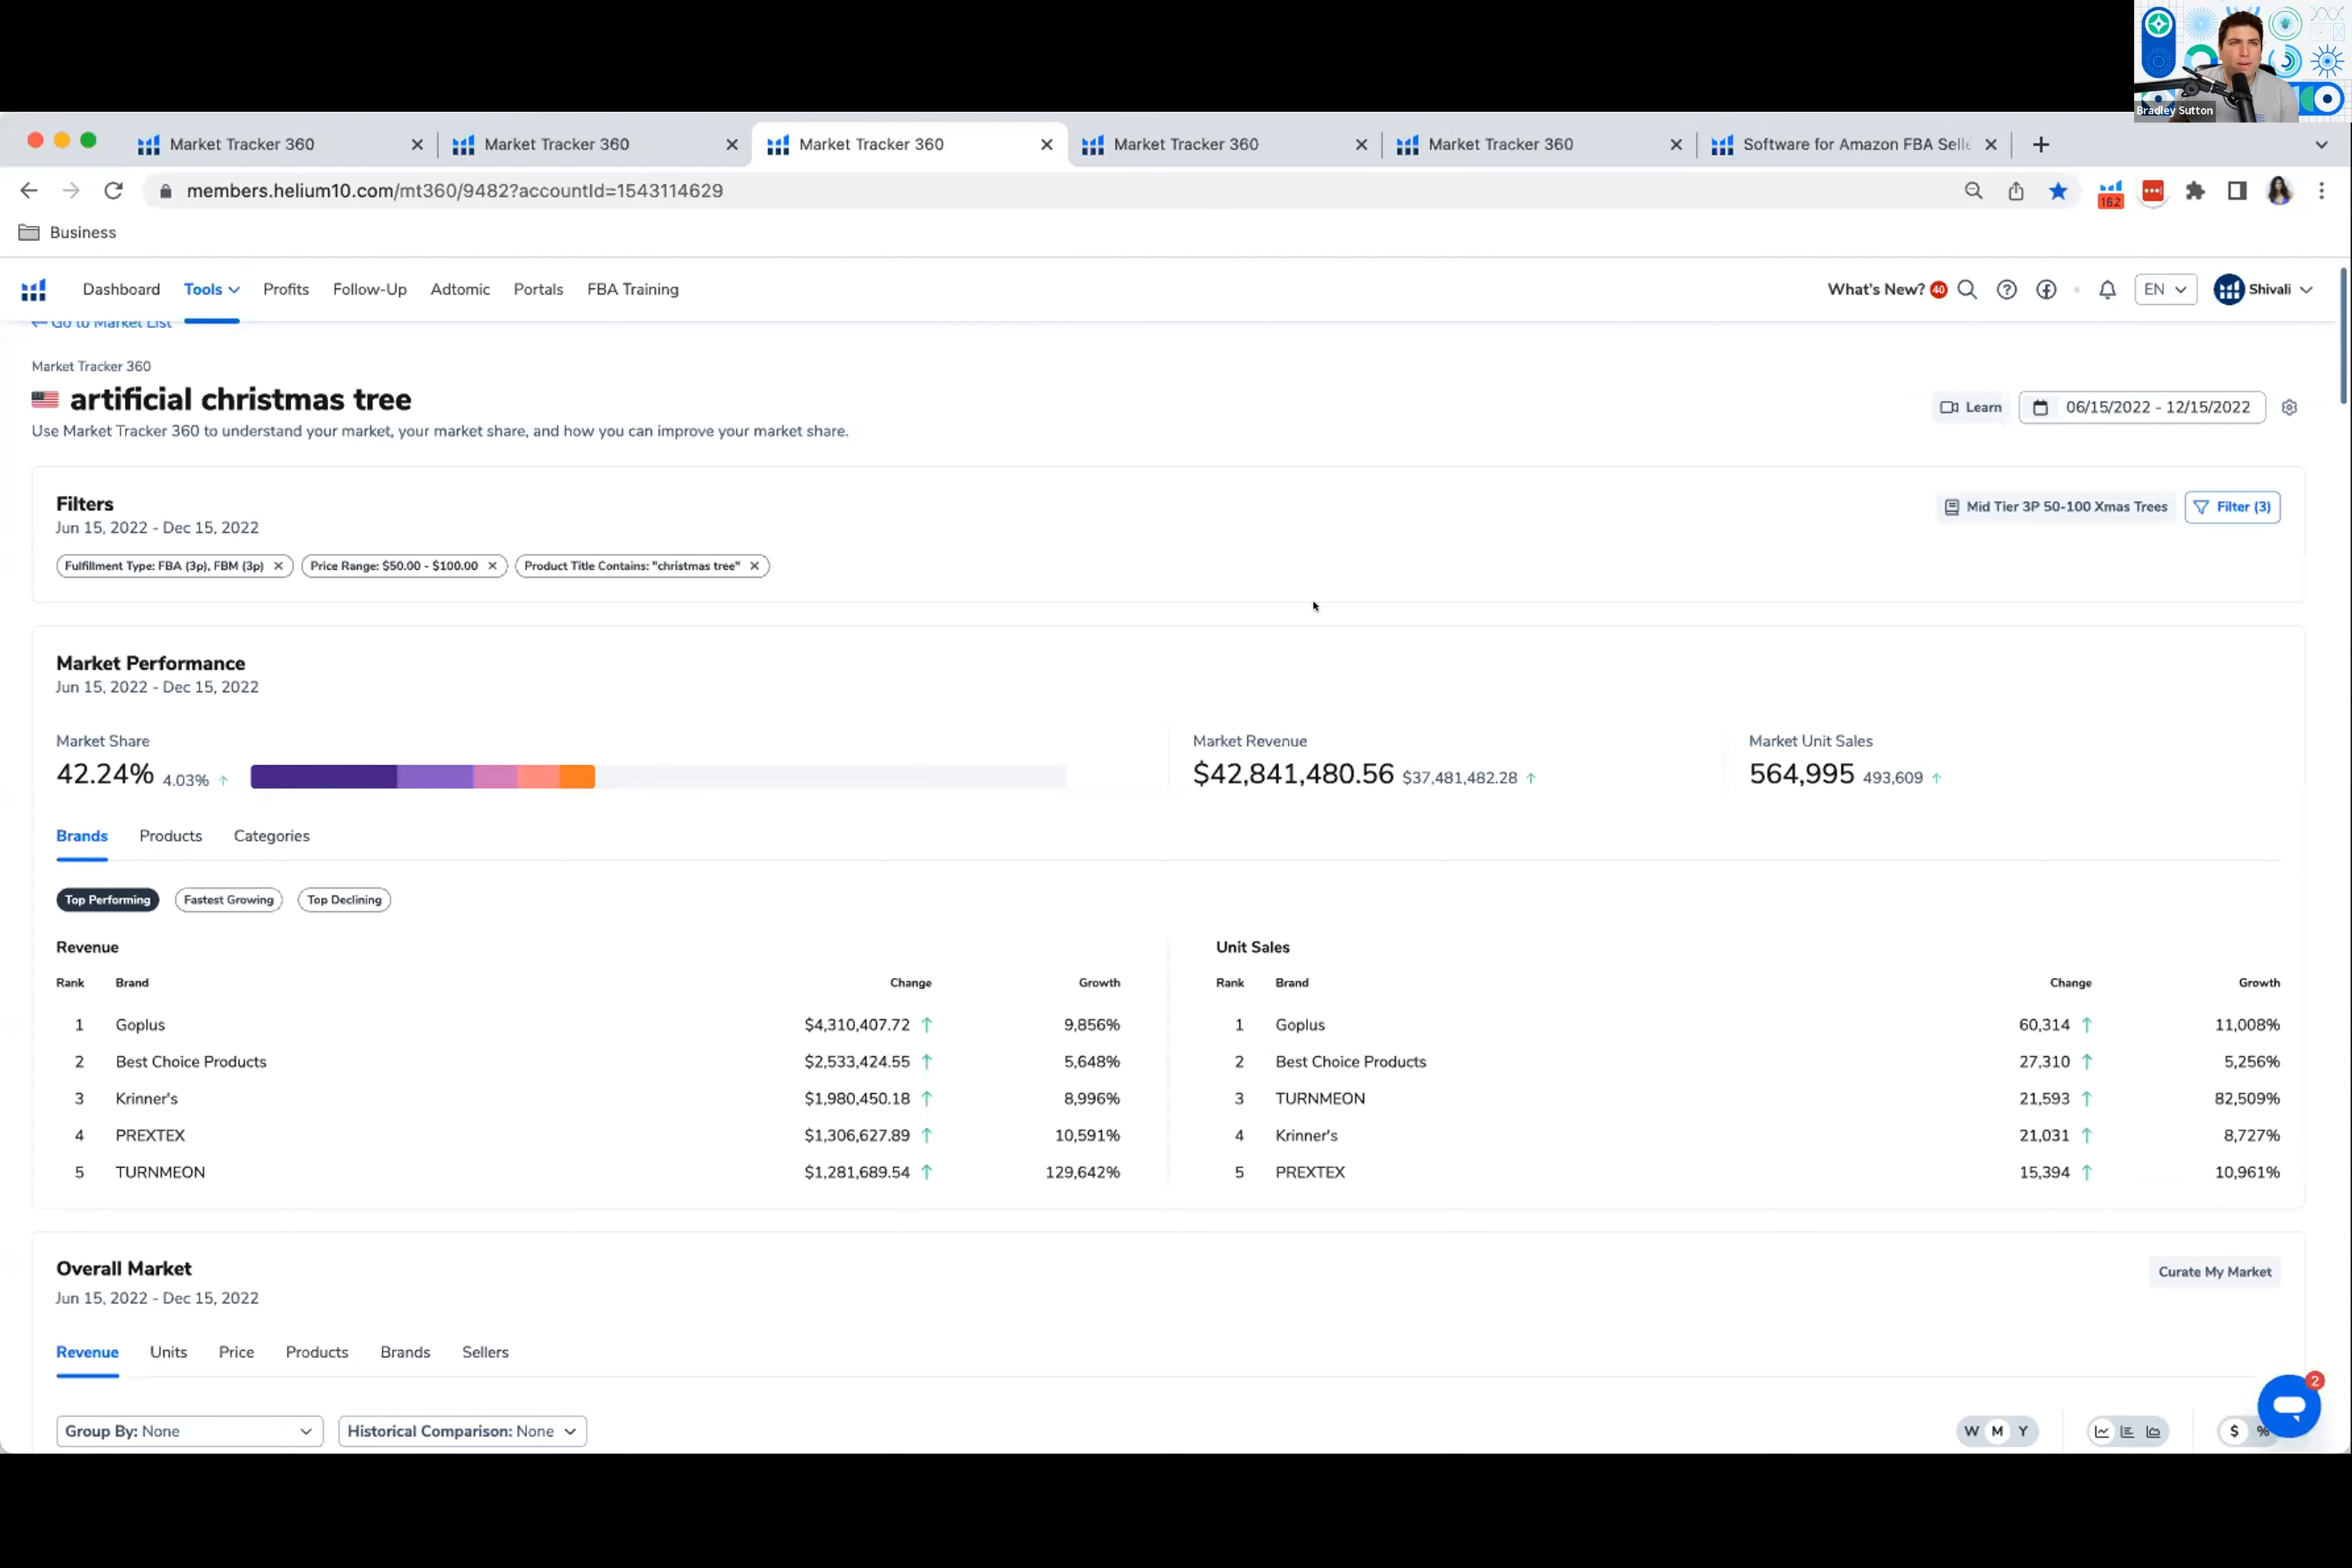 Bradley Sutton
Market Tracker 360
Market Tracker 360
Market Tracker 360
Market Tracker 360
Market Tracker 360
Software for Amazon FBA Selle
members.helium10.com/mt360/9482?accountId=1543114629
162
Business
Dashboard Tools Profits Follow-Up Adtomic Portals FBA Training
What's New? 40 EN Shivali
← Go to Market List
Market Tracker 360
artificial christmas tree
Learn 06/15/2022 - 12/15/2022
Use Market Tracker 360 to understand your market, your market share, and how you can improve your market share.
Filters
Mid Tier 3P 50-100 Xmas Trees Filter (3)
Jun 15, 2022 - Dec 15, 2022
Fulfillment Type: FBA (3p), FBM (3p) Price Range: $50.00 - $100.00 Product Title Contains: "christmas tree"
Market Performance
Jun 15, 2022 - Dec 15, 2022
Market Share Market Revenue Market Unit Sales
42.24% 4.03% ↑ $42,841,480.56 $37,481,482.28 ↑ 564,995 493,609 ↑
Brands Products Categories
Top Performing Fastest Growing Top Declining
Revenue Unit Sales
Rank Brand Change Growth Rank Brand Change Growth
1 Goplus $4,310,407.72 ↑ 9,856% 1 Goplus 60,314 ↑ 11,008%
2 Best Choice Products $2,533,424.55 ↑ 5,648% 2 Best Choice Products 27,310 ↑ 5,256%
3 Krinner's $1,980,450.18 ↑ 8,996% 3 TURNMEON 21,593 ↑ 82,509%
4 PREXTEX $1,306,627.89 ↑ 10,591% 4 Krinner's 21,031 ↑ 8,727%
5 TURNMEON $1,281,689.54 ↑ 129,642% 5 PREXTEX 15,394 ↑ 10,961%
Overall Market
Curate My Market
Jun 15, 2022 - Dec 15, 2022
Revenue Units Price Products Brands Sellers
2
Group By: None Historical Comparison: None W M Y $ %